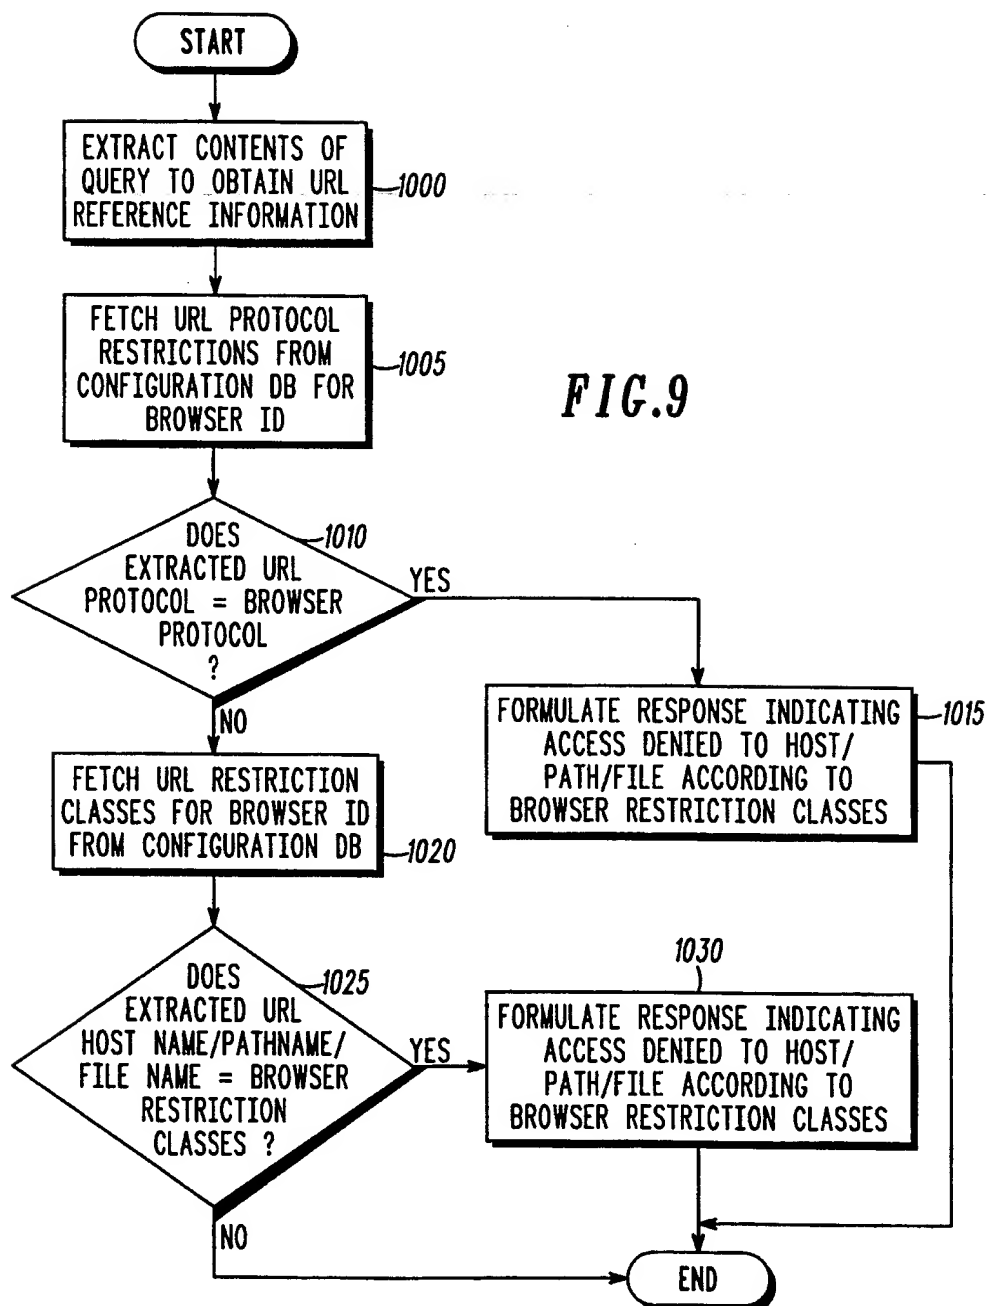 START
EXTRACT CONTENTS OF
QUERY TO OBTAIN URL
REFERENCE INFORMATION
1000
FETCH URL PROTOCOL
RESTRICTIONS FROM
CONFIGURATION DB FOR
BROWSER ID
1005
FIG.9
DOES
EXTRACTED URL
PROTOCOL = BROWSER
PROTOCOL
?
1010
YES
NO
FORMULATE RESPONSE INDICATING
ACCESS DENIED TO HOST/
PATH/FILE ACCORDING TO
BROWSER RESTRICTION CLASSES
1015
FETCH URL RESTRICTION
CLASSES FOR BROWSER ID
FROM CONFIGURATION DB
1020
DOES
EXTRACTED URL
HOST NAME/PATHNAME/
FILE NAME = BROWSER
RESTRICTION
CLASSES ?
1025
YES
NO
1030
FORMULATE RESPONSE INDICATING
ACCESS DENIED TO HOST/
PATH/FILE ACCORDING TO
BROWSER RESTRICTION CLASSES
END